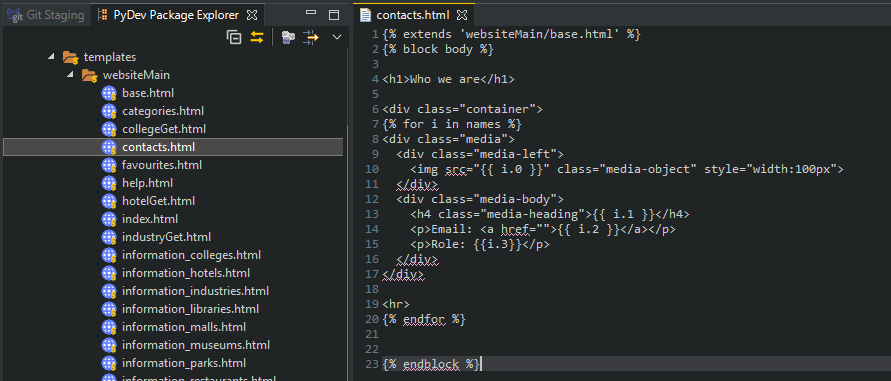 git Git Staging
PyDev Package Explorer
templates
websiteMain
base.html
categories.html
collegeGet.html
contacts.html
favourites.html
help.html
hotelGet.html
index.html
industryGet.html
information_colleges.html
information_hotels.html
information_industries.html
information_libraries.html
information_malls.html
information_museums.html
information_parks.html
information_restaurants.html
contacts.html
1 {% extends 'websiteMain/base.html' %}
2 {% block body %}
3
4 <h1>Who we are</h1>
5
6 <div class="container">
7 {% for i in names %}
8 <div class="media">
9   <div class="media-left">
10     <img src="{{ i.0 }}" class="media-object" style="width:100px">
11   </div>
12   <div class="media-body">
13     <h4 class="media-heading">{{ i.1 }}</h4>
14     <p>Email: <a href="">{{ i.2 }}</a></p>
15     <p>Role: {{i.3}}</p>
16   </div>
17 </div>
18
19 <hr>
20 {% endfor %}
21
22
23 {% endblock %}